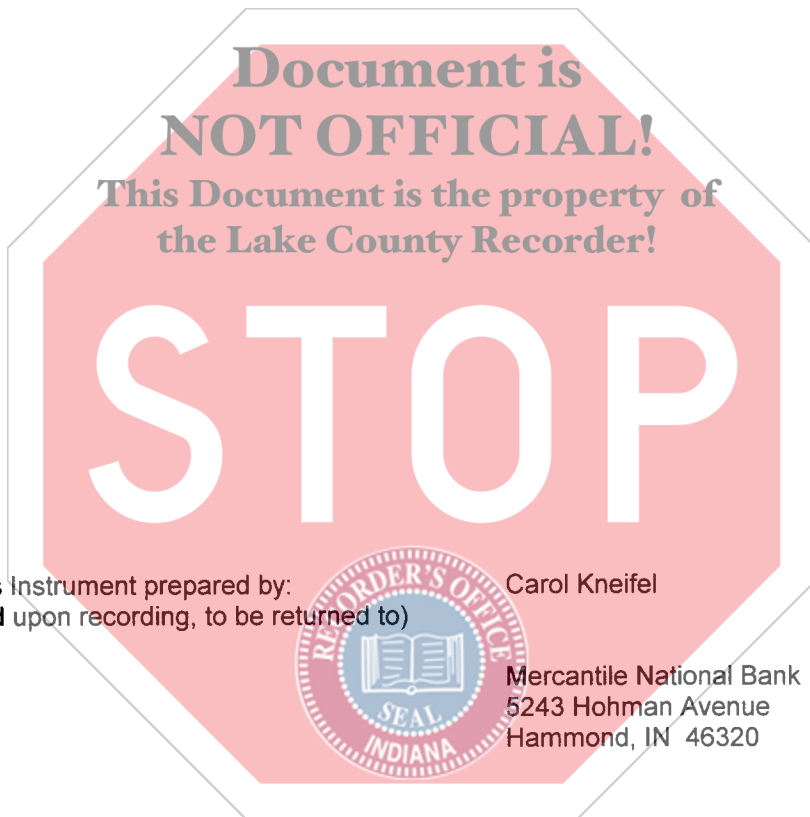 Document is
NOT OFFICIAL!
This Document is the property of
the Lake County Recorder!
STOP
s Instrument prepared by:
d upon recording, to be returned to)
Carol Kneifel
RECORDER'S OFFICE
SEAL
INDIANA
Mercantile National Bank
5243 Hohman Avenue
Hammond, IN 46320